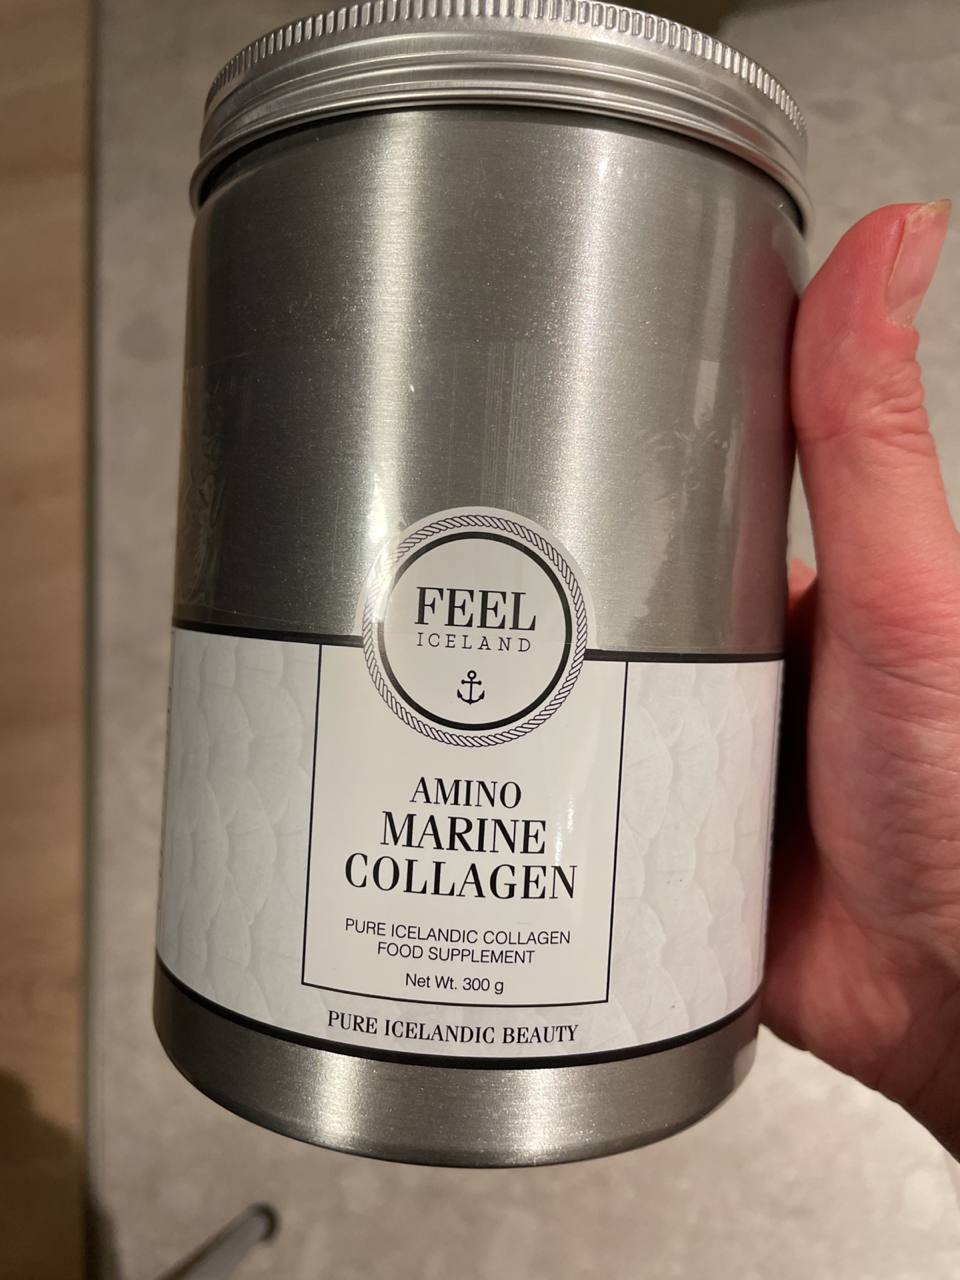 FEEL
ICELAND
AMINO
MARINE
COLLAGEN
PURE ICELANDIC COLLAGEN
FOOD SUPPLEMENT
Net Wt. 300 g
PURE ICELANDIC BEAUTY